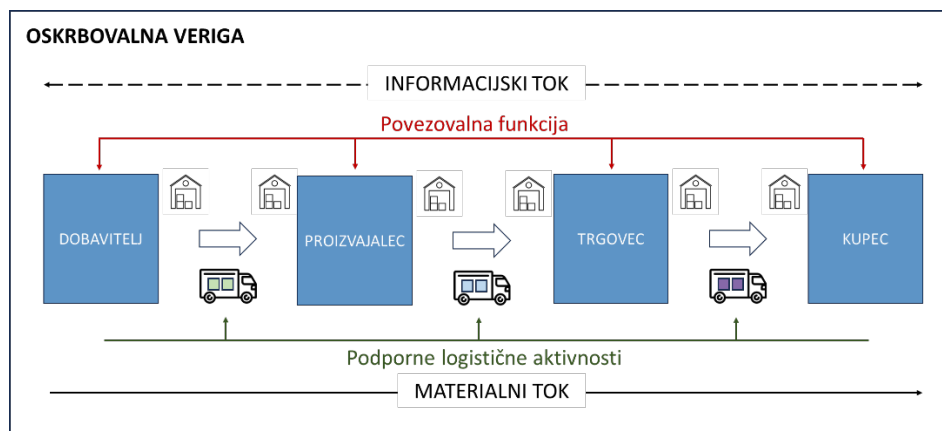 OSKRBOVALNA VERIGA
INFORMACIJSKI TOK
Povezovalna funkcija
DOBAVITELJ
PROIZVAJALEC
TRGOVEC
KUPEC
Podporne logistične aktivnosti
MATERIALNI TOK